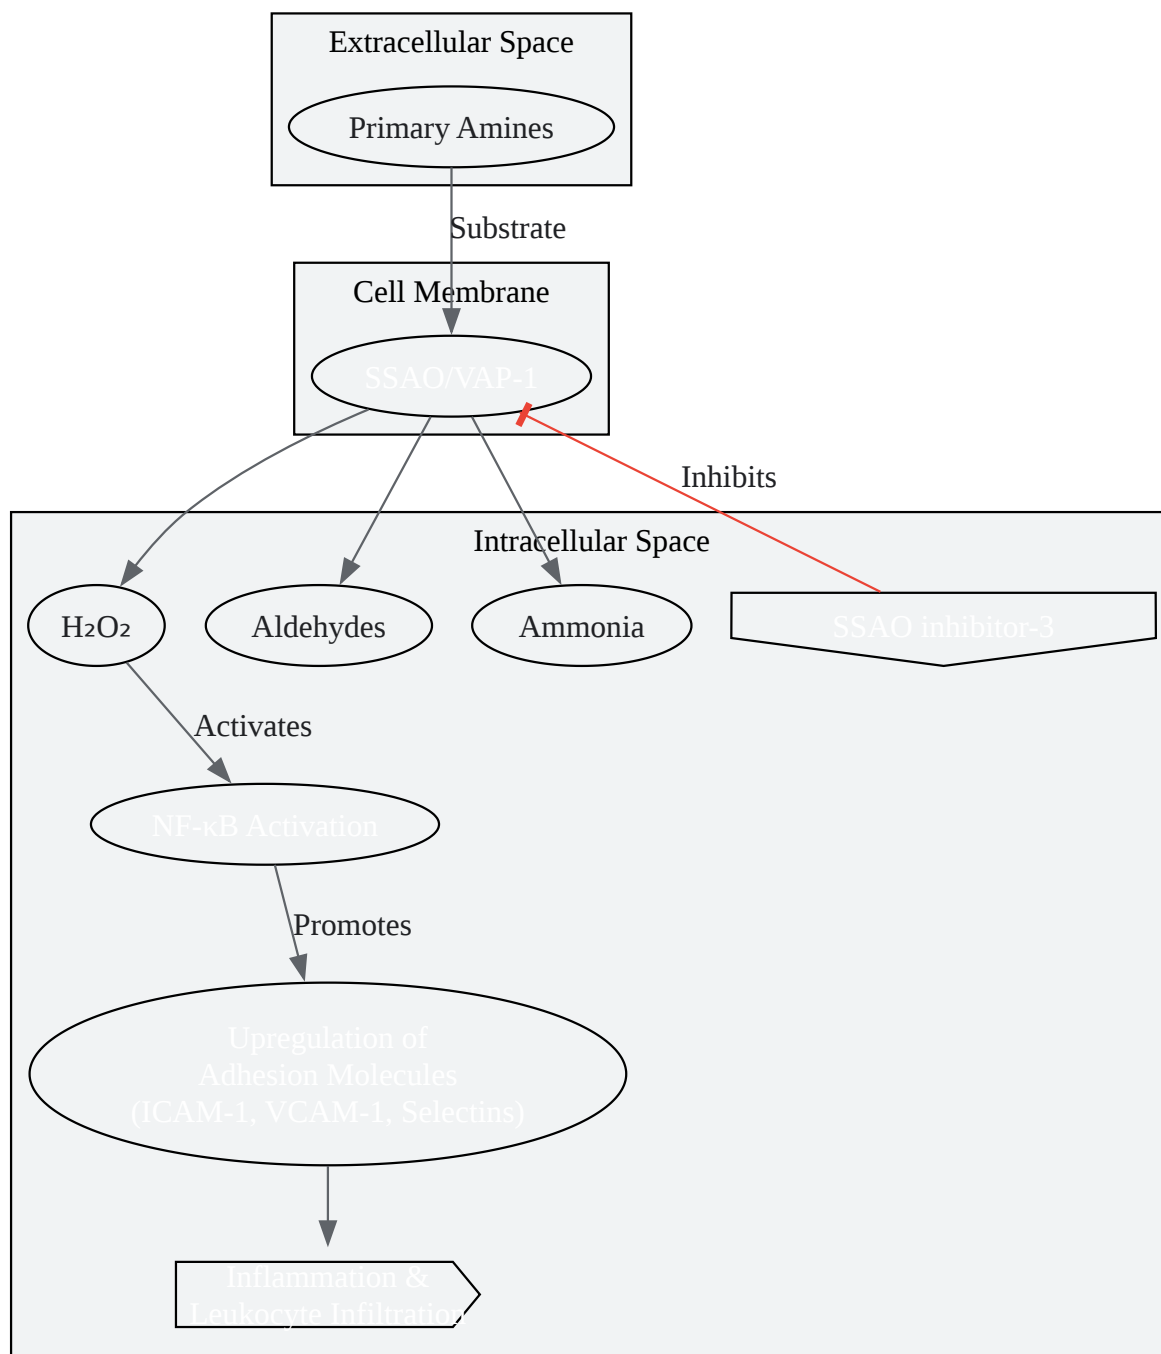 Extracellular Space
Primary Amines
Substrate
Cell Membrane
SSAO/VAP-1
Inhibits
Intracellular Space
H₂O₂
Aldehydes
Ammonia
SSAO inhibitor-3
Activates
NF-κB Activation
Promotes
Upregulation of
Adhesion Molecules
(ICAM-1, VCAM-1, Selectins)
Inflammation &
Leukocyte Infiltration